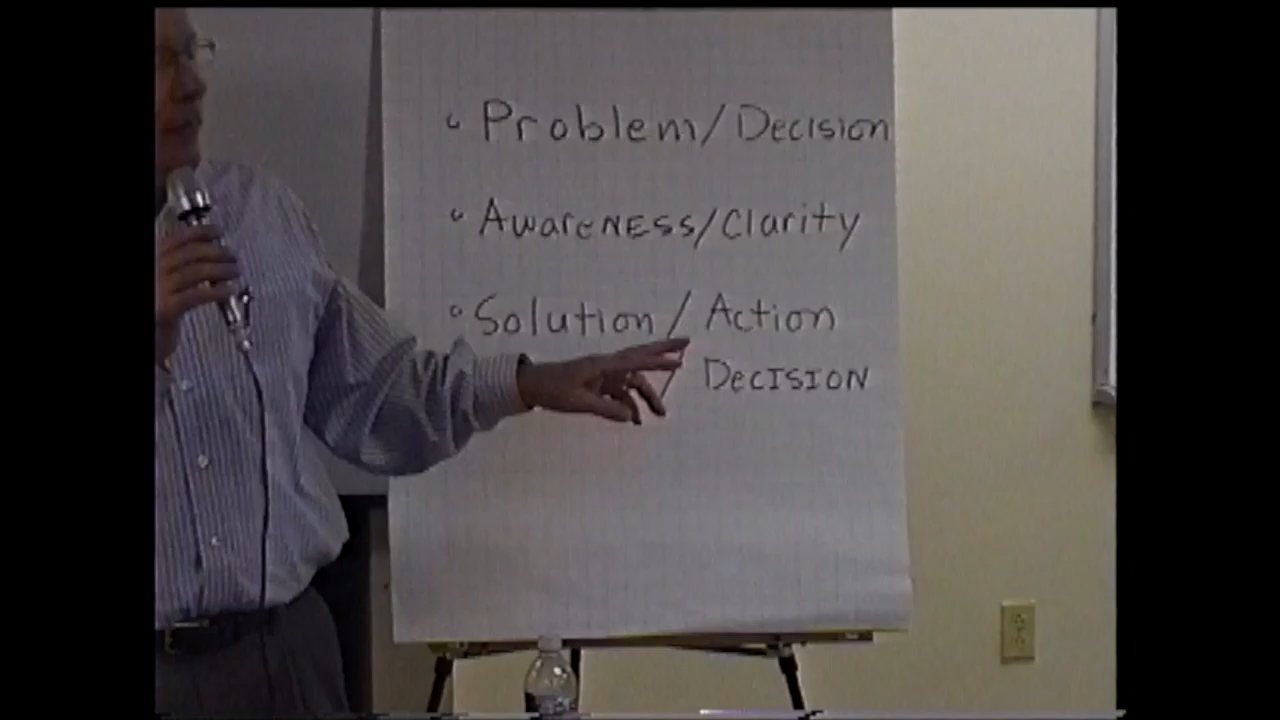 Problem/Decision
AwareNESS/Clarity
Solution/Action
DecISION